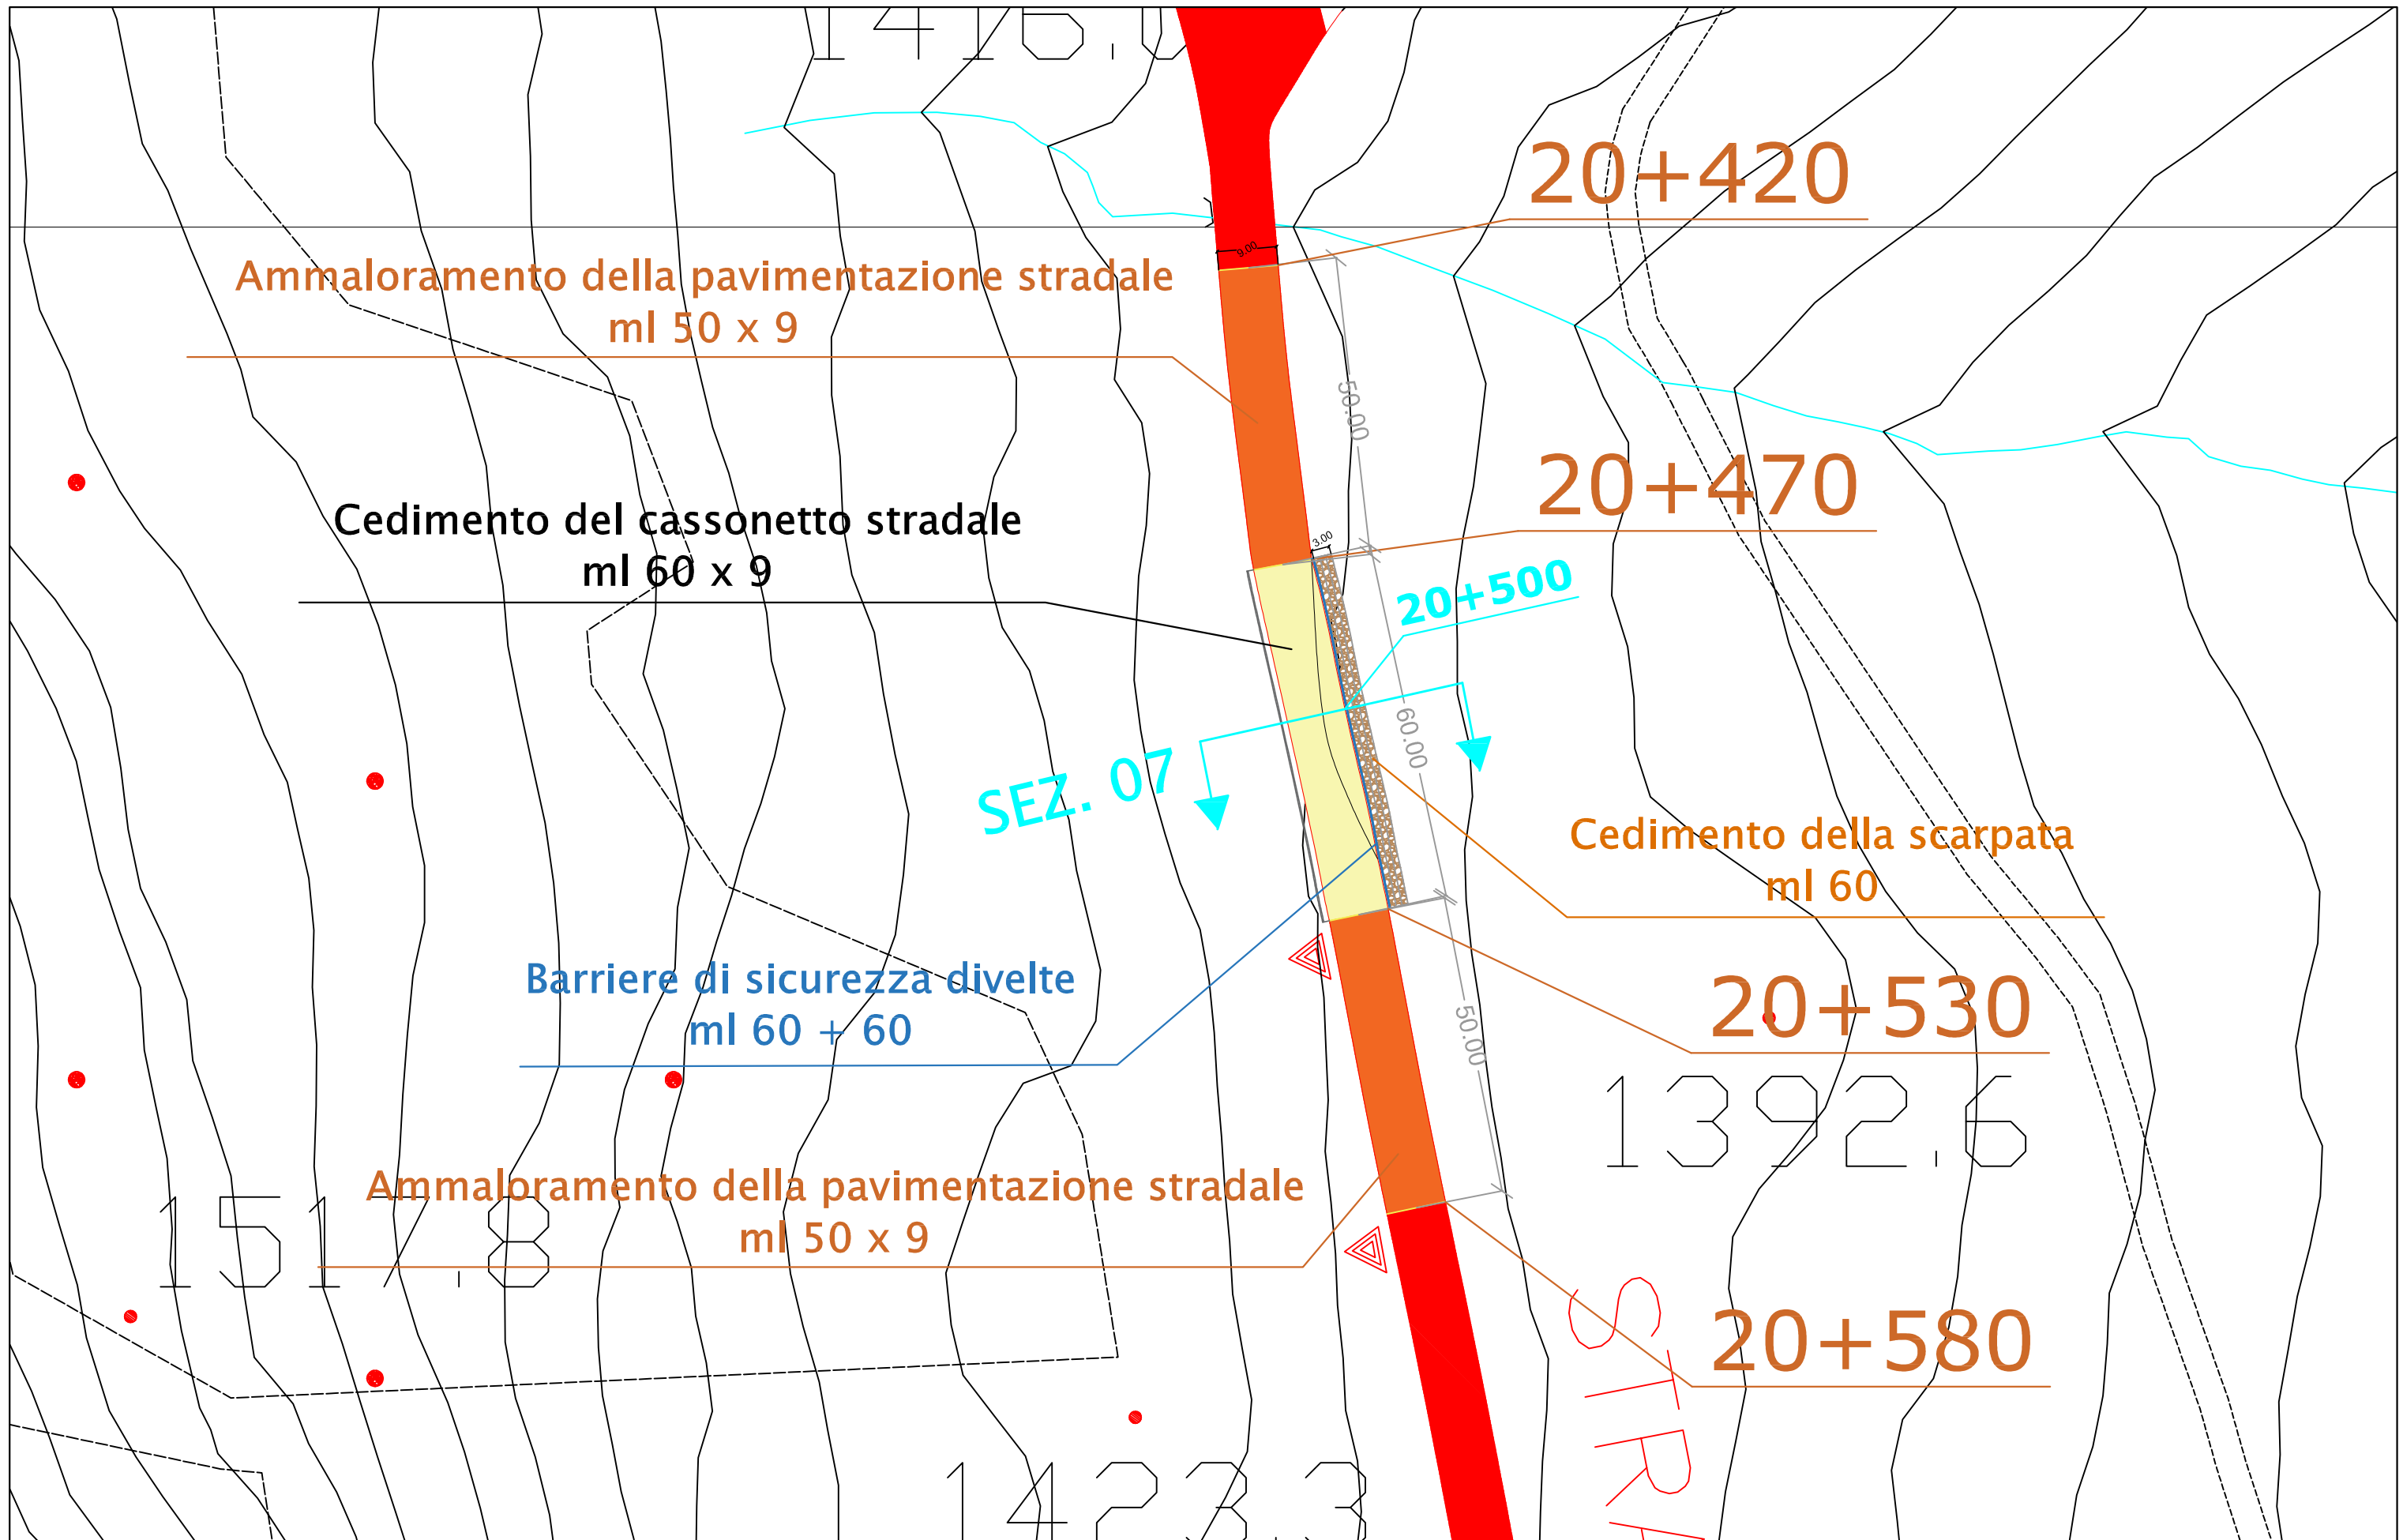 20+420
9.00
Ammaloramento della pavimentazione stradale
ml 50 x 9
50.00
20+470
Cedimento del cassonetto stradale
ml 60 x 9
3.00
20+500
60.00
SEZ. 07
Cedimento della scarpata
ml 60
Barriere di sicurezza divelte
ml 60 + 60
20+530
50.00
1392.6
Ammaloramento della pavimentazione stradale
ml 50 x 9
1517.8
20+580
STR
1423.3